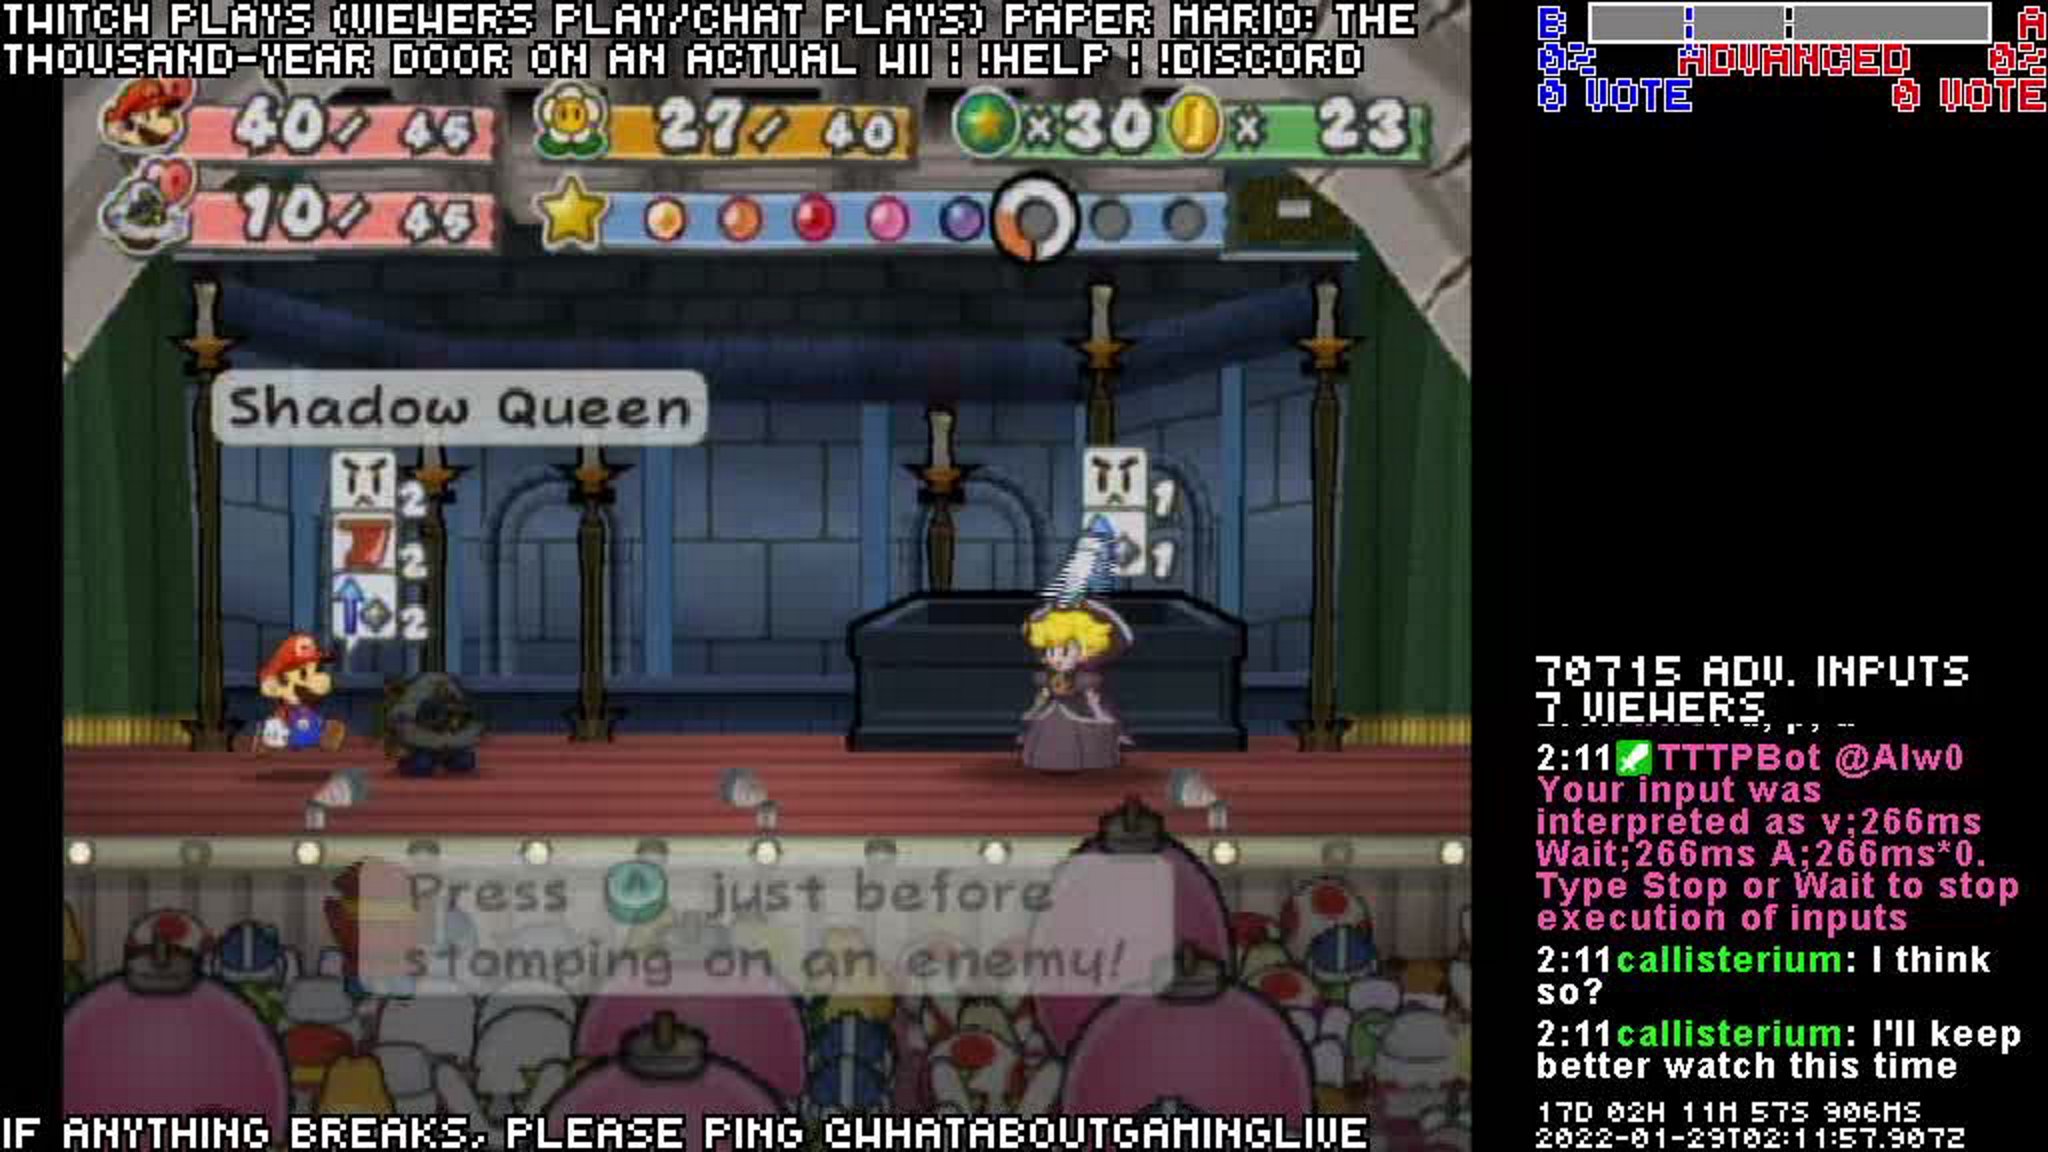 TWITCH PLAYS (VIEWERS PLAY/CHAT PLAYS) PAPER MARIO: THE
THOUSAND-YEAR DOOR ON AN ACTUAL WII | !HELP | !DISCORD
B A
0% ADVANCED 0%
0 VOTE 0 VOTE
40/ 45 27/ 40 ×30 × 23
10/ 45
Shadow Queen
2
2
2
1
1
Press A just before
stomping on an enemy!
70715 ADV. INPUTS
7 VIEWERS
2:11 TTTPBot @Alw0
Your input was
interpreted as v;266ms
Wait;266ms A;266ms*0.
Type Stop or Wait to stop
execution of inputs
2:11 callisterium: I think
so?
2:11 callisterium: I'll keep
better watch this time
17D 02H 11M 57S 906MS
2022-01-29T02:11:57.907Z
IF ANYTHING BREAKS, PLEASE PING @WHATABOUTGAMINGLIVE